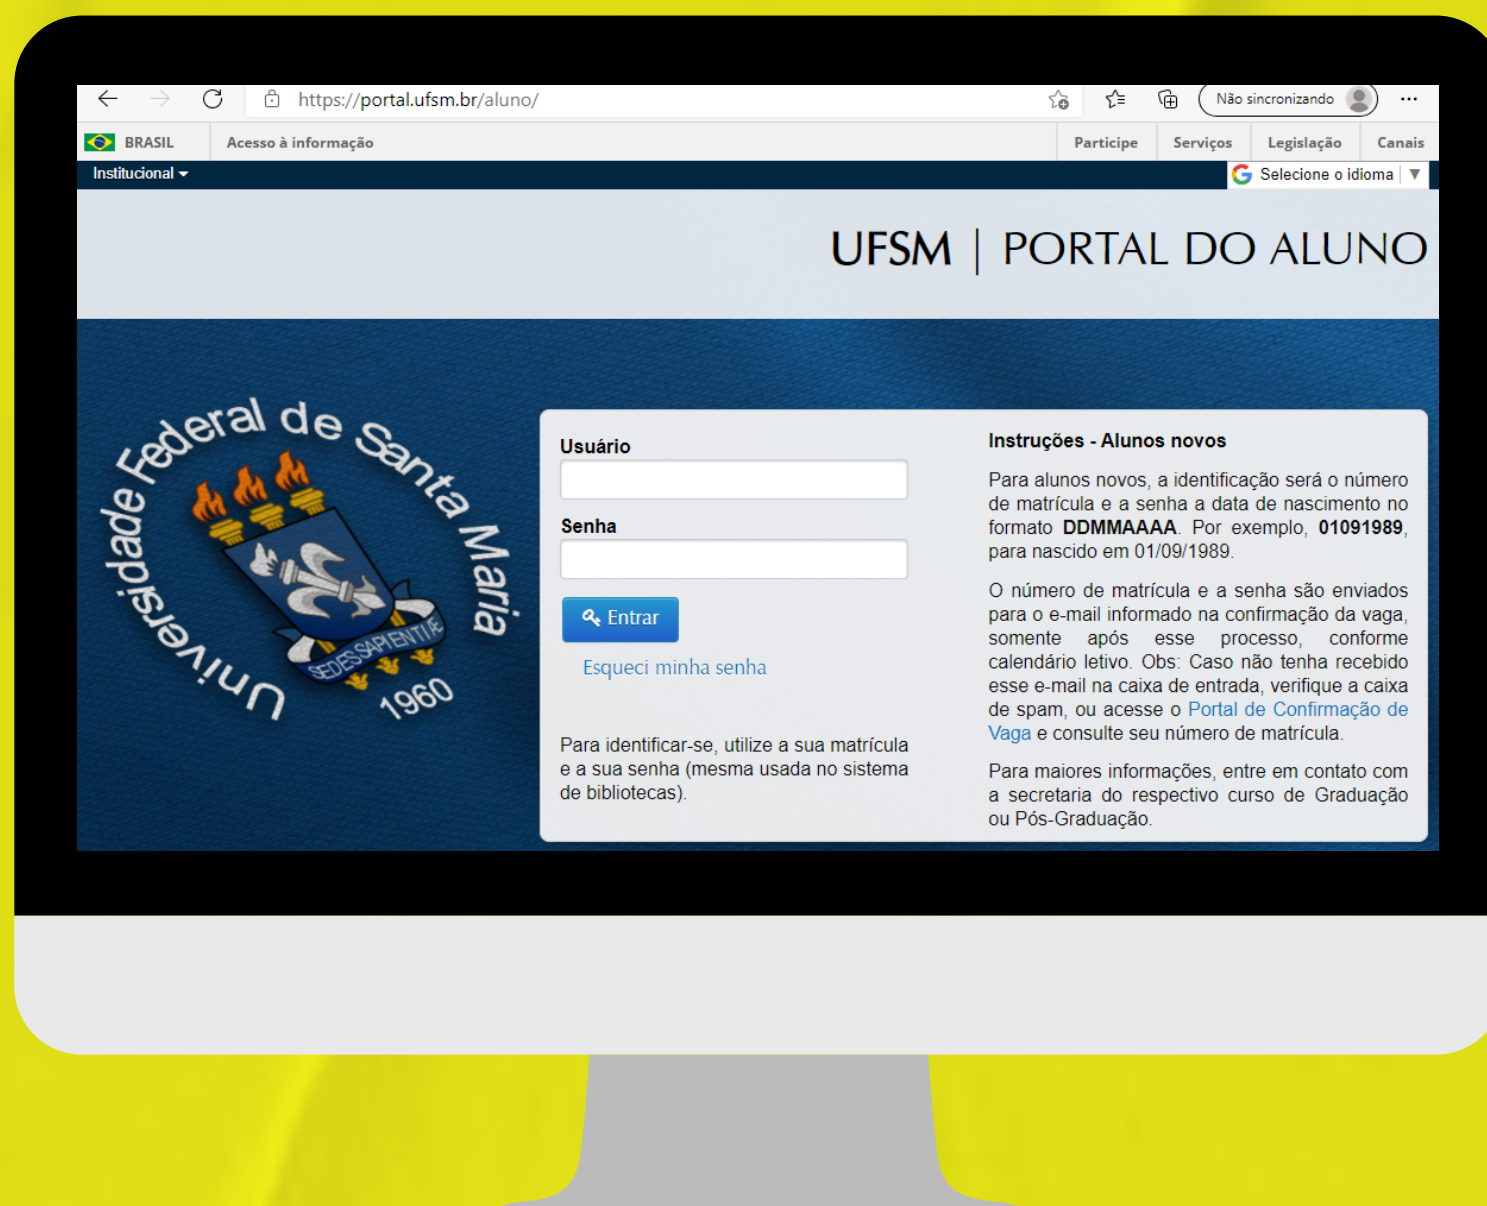 https://portal.ufsm.br/aluno/
Não sincronizando
BRASIL
Acesso à informação
Participe
Serviços
Legislação
Canais
Institucional
Selecione o idioma
UFSM | PORTAL DO ALUNO
Universidade Federal de Santa Maria
SEDES SAPIENTIÆ
1960
Usuário
Senha
Entrar
Esqueci minha senha
Para identificar-se, utilize a sua matrícula
e a sua senha (mesma usada no sistema
de bibliotecas).
Instruções - Alunos novos
Para alunos novos, a identificação será o número
de matrícula e a senha a data de nascimento no
formato DDMMAAAA. Por exemplo, 01091989,
para nascido em 01/09/1989.
O número de matrícula e a senha são enviados
para o e-mail informado na confirmação da vaga,
somente após esse processo, conforme
calendário letivo. Obs: Caso não tenha recebido
esse e-mail na caixa de entrada, verifique a caixa
de spam, ou acesse o Portal de Confirmação de
Vaga e consulte seu número de matrícula.
Para maiores informações, entre em contato com
a secretaria do respectivo curso de Graduação
ou Pós-Graduação.